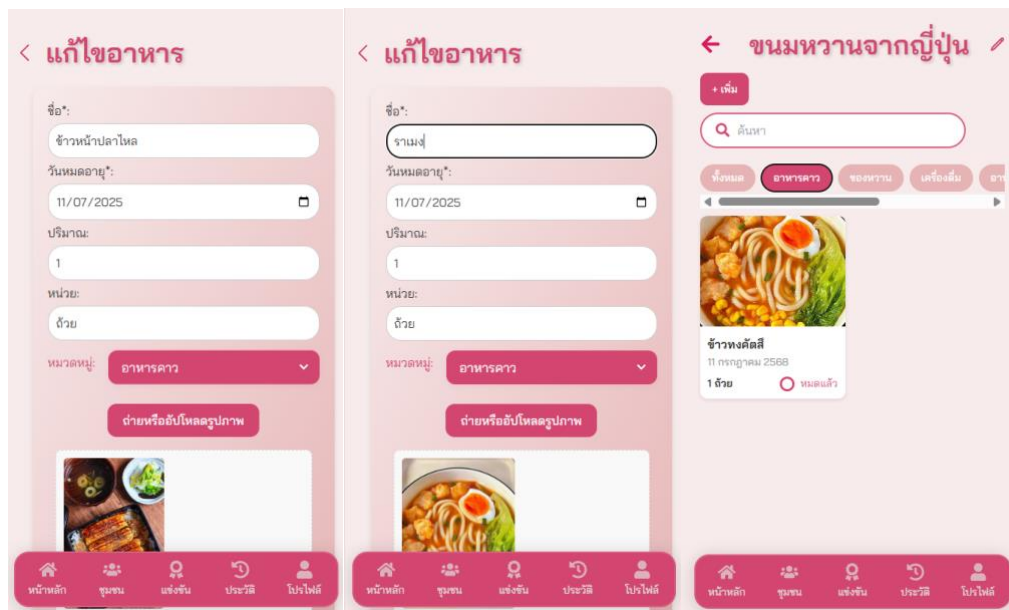 แก้ไขอาหาร
ชื่อ*:
ข้าวหน้าปลาไหล
วันหมดอายุ*:
11/07/2025
ปริมาณ:
1
หน่วย:
ถ้วย
หมวดหมู่:
อาหารคาว
ถ่ายหรืออัปโหลดรูปภาพ
หน้าหลัก ชุมชน แข่งขัน ประวัติ โปรไฟล์
แก้ไขอาหาร
ชื่อ*:
ราเมง
วันหมดอายุ*:
11/07/2025
ปริมาณ:
1
หน่วย:
ถ้วย
หมวดหมู่:
อาหารคาว
ถ่ายหรืออัปโหลดรูปภาพ
หน้าหลัก ชุมชน แข่งขัน ประวัติ โปรไฟล์
ขนมหวานจากญี่ปุ่น
+ เพิ่ม
ค้นหา
ทั้งหมด อาหารคาว ของหวาน เครื่องดื่ม อา
ข้าวทงคัตสึ
11 กรกฎาคม 2568
1 ถ้วย หมดแล้ว
หน้าหลัก ชุมชน แข่งขัน ประวัติ โปรไฟล์